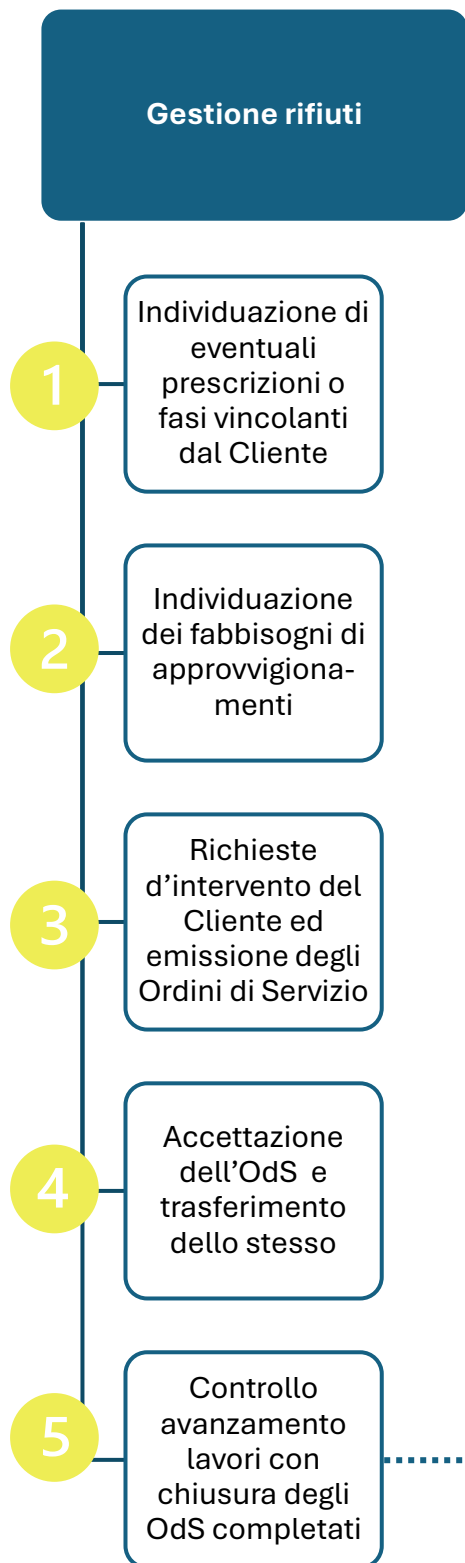 Gestione rifiuti
1
Individuazione di
eventuali
prescrizioni o
fasi vincolanti
dal Cliente
2
Individuazione
dei fabbisogni di
approvvigiona-
menti
3
Richieste
d’intervento del
Cliente ed
emissione degli
Ordini di Servizio
4
Accettazione
dell’OdS e
trasferimento
dello stesso
5
Controllo
avanzamento
lavori con
chiusura degli
OdS completati